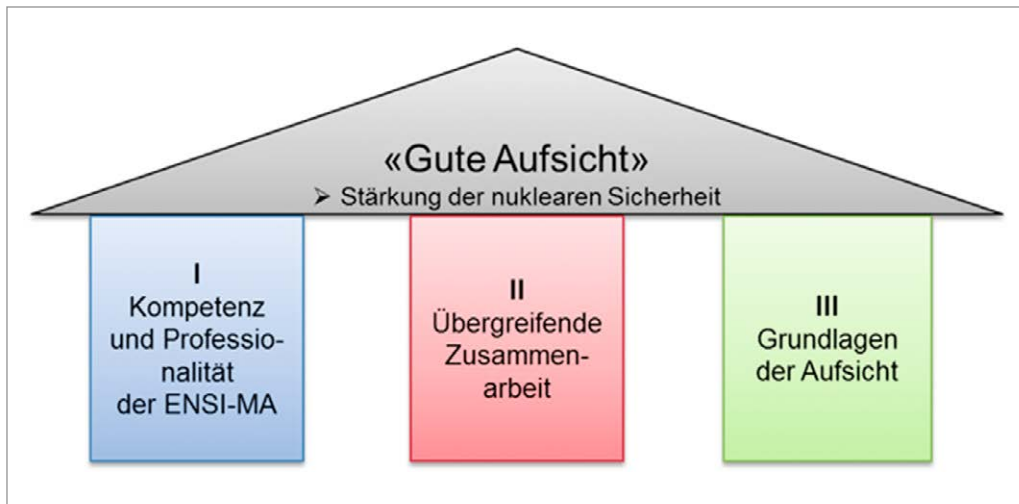 «Gute Aufsicht»
➢ Stärkung der nuklearen Sicherheit
I
Kompetenz
und Professio-
nalität
der ENSI-MA
II
Übergreifende
Zusammen-
arbeit
III
Grundlagen
der Aufsicht